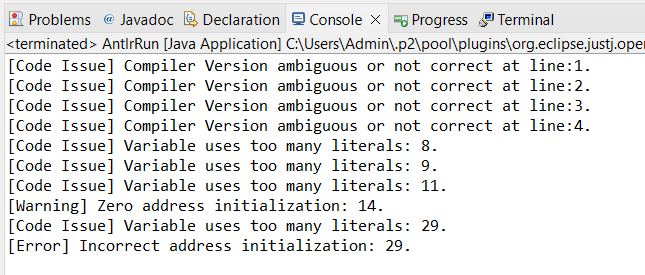 Problems @ Javadoc Declaration Console Progress Terminal
<terminated> AntlrRun [Java Application] C:\Users\Admin\.p2\pool\plugins\org.eclipse.justj.ope
[Code Issue] Compiler Version ambiguous or not correct at line:1.
[Code Issue] Compiler Version ambiguous or not correct at line:2.
[Code Issue] Compiler Version ambiguous or not correct at line:3.
[Code Issue] Compiler Version ambiguous or not correct at line:4.
[Code Issue] Variable uses too many literals: 8.
[Code Issue] Variable uses too many literals: 9.
[Code Issue] Variable uses too many literals: 11.
[Warning] Zero address initialization: 14.
[Code Issue] Variable uses too many literals: 29.
[Error] Incorrect address initialization: 29.